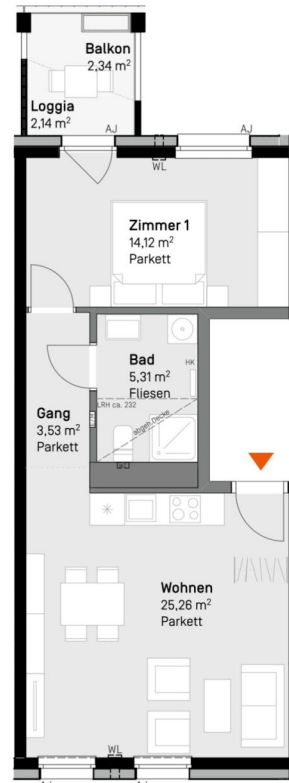 Balkon
2,34 m²
Loggia
2,14 m²
AJ
AJ
WL
Zimmer 1
14,12 m²
Parkett
Bad
5,31 m²
Fliesen
HK
LRH ca. 232
abgeh. Decke
Gang
3,53 m²
Parkett
Wohnen
25,26 m²
Parkett
WL